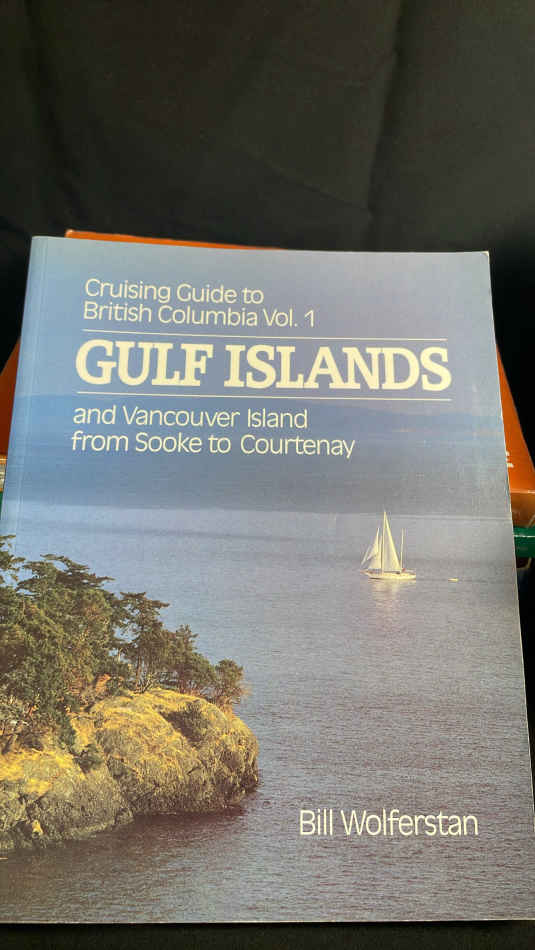 Cruising Guide to
British Columbia Vol. 1
GULF ISLANDS
and Vancouver Island
from Sooke to Courtenay
Bill Wolferstan